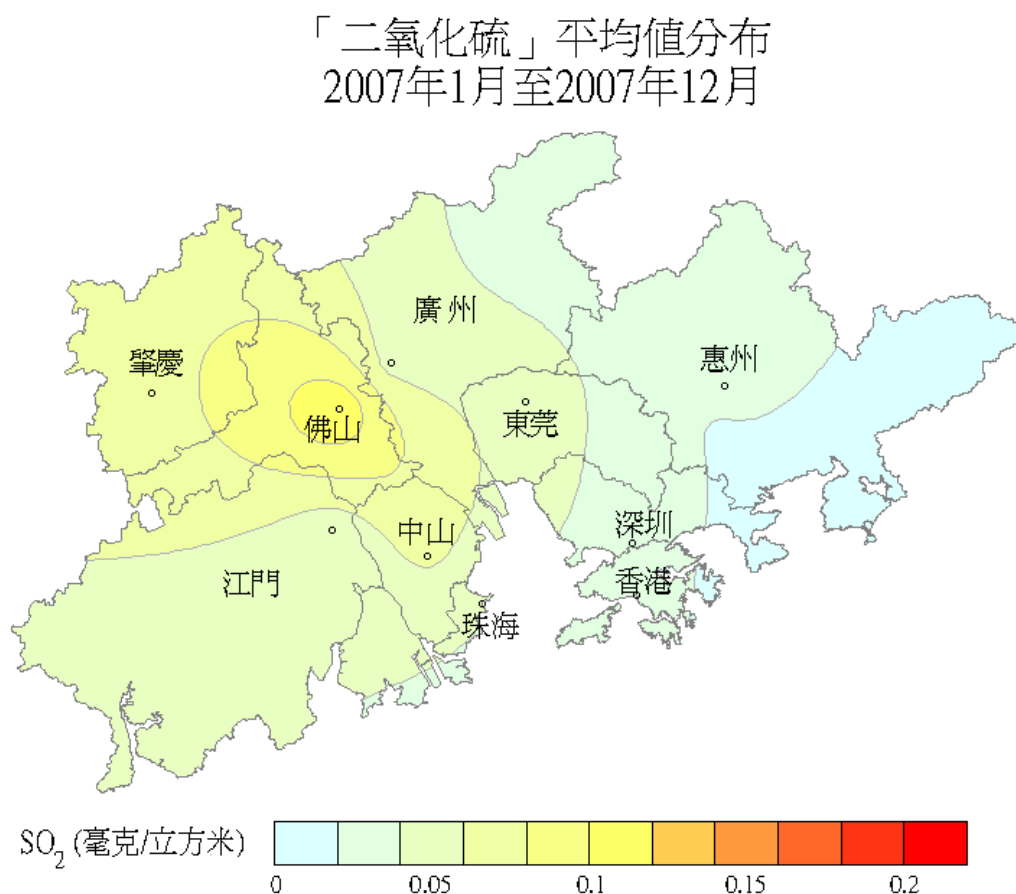 「二氧化硫」平均值分布
2007年1月至2007年12月
廣州
肇慶
惠州
佛山
東莞
中山
深圳
江門
香港
珠海
SO₂ (毫克/立方米)
0 0.05 0.1 0.15 0.2